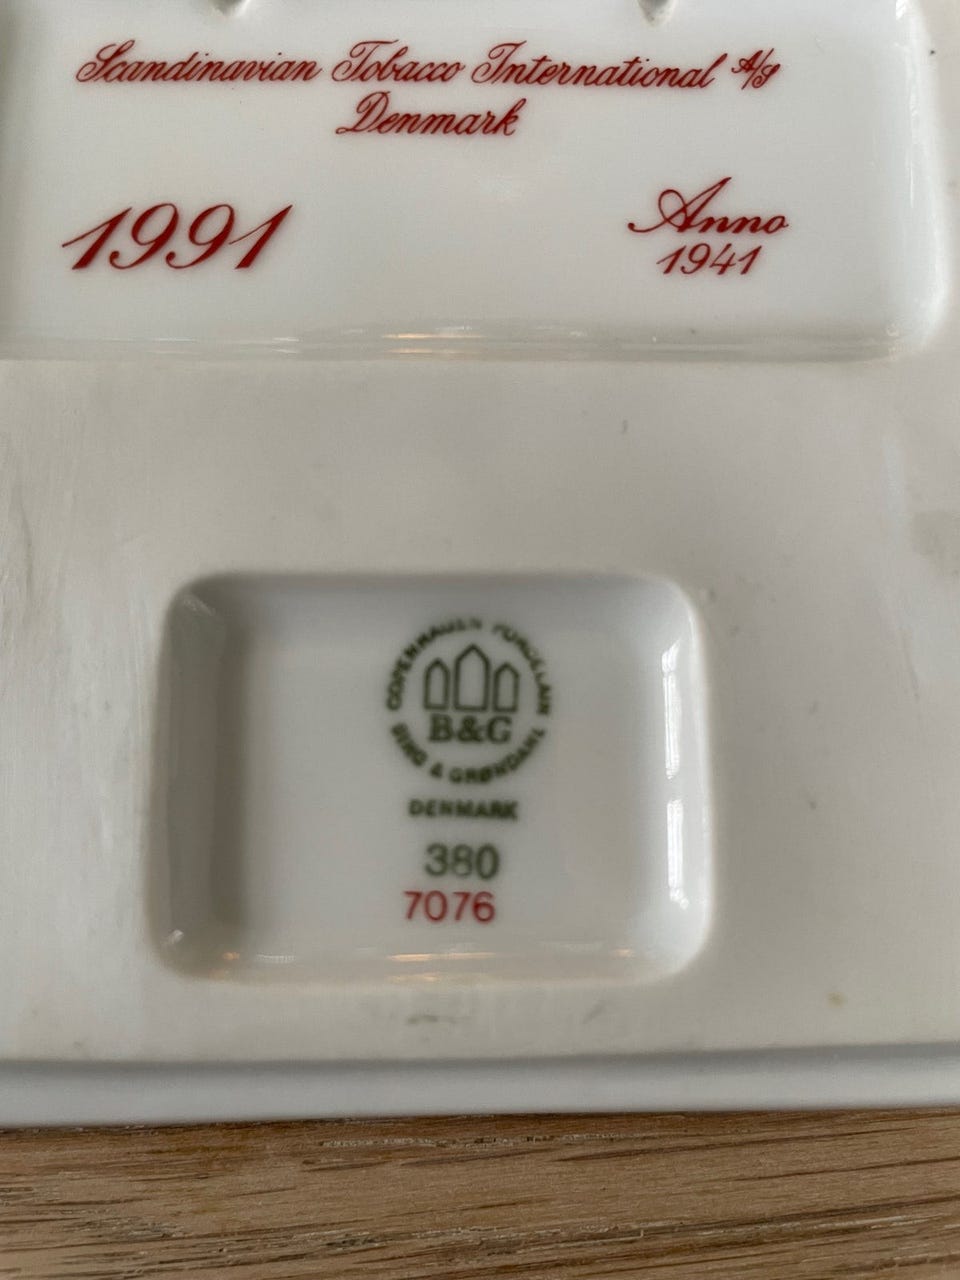 Scandinavian Tobacco International A/S
Denmark
1991
Anno
1941
COPENHAGEN PORCELAIN
B&G
BING & GRØNDAHL
DENMARK
380
7076